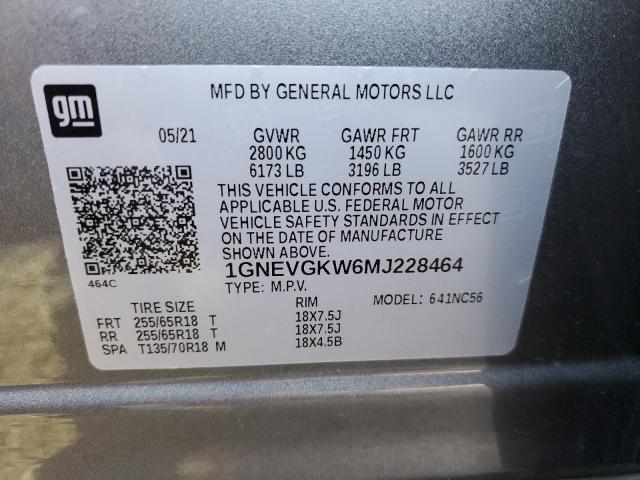 gm
MFD BY GENERAL MOTORS LLC
05/21 GVWR GAWR FRT GAWR RR
2800 KG 1450 KG 1600 KG
6173 LB 3196 LB 3527 LB
THIS VEHICLE CONFORMS TO ALL
APPLICABLE U.S. FEDERAL MOTOR
VEHICLE SAFETY STANDARDS IN EFFECT
ON THE DATE OF MANUFACTURE
SHOWN ABOVE.
464C
1GNEVGKW6MJ228464
TYPE: M.P.V. MODEL: 641NC56
TIRE SIZE RIM
FRT 255/65R18 T 18X7.5J
RR 255/65R18 T 18X7.5J
SPA T135/70R18 M 18X4.5B